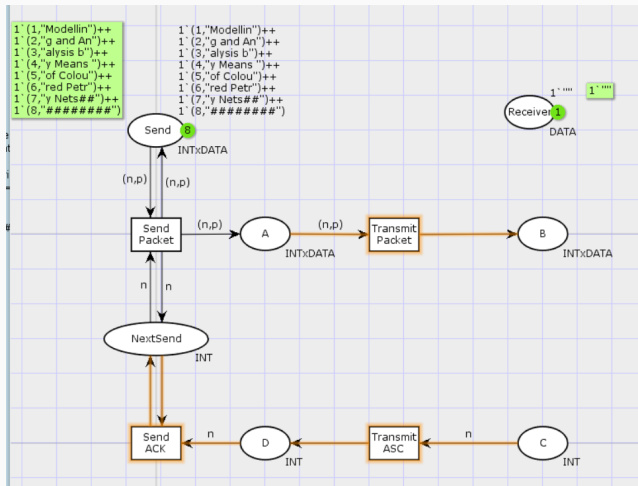 1`(1,"Modellin")++
1`(2,"g and An")++
1`(3,"alysis b")++
1`(4,"y Means ")++
1`(5,"of Colou")++
1`(6,"red Petr")++
1`(7,"y Nets##")++
1`(8,"########")
1`(1,"Modellin")++
1`(2,"g and An")++
1`(3,"alysis b")++
1`(4,"y Means ")++
1`(5,"of Colou")++
1`(6,"red Petr")++
1`(7,"y Nets##")++
1`(8,"########")
Send
8
INTxDATA
1`""
1`""
Receiver
1
DATA
(n,p)
(n,p)
Send
Packet
(n,p)
A
INTxDATA
(n,p)
Transmit
Packet
B
INTxDATA
n
n
NextSend
INT
Send
ACK
n
D
INT
Transmit
ASC
n
C
INT